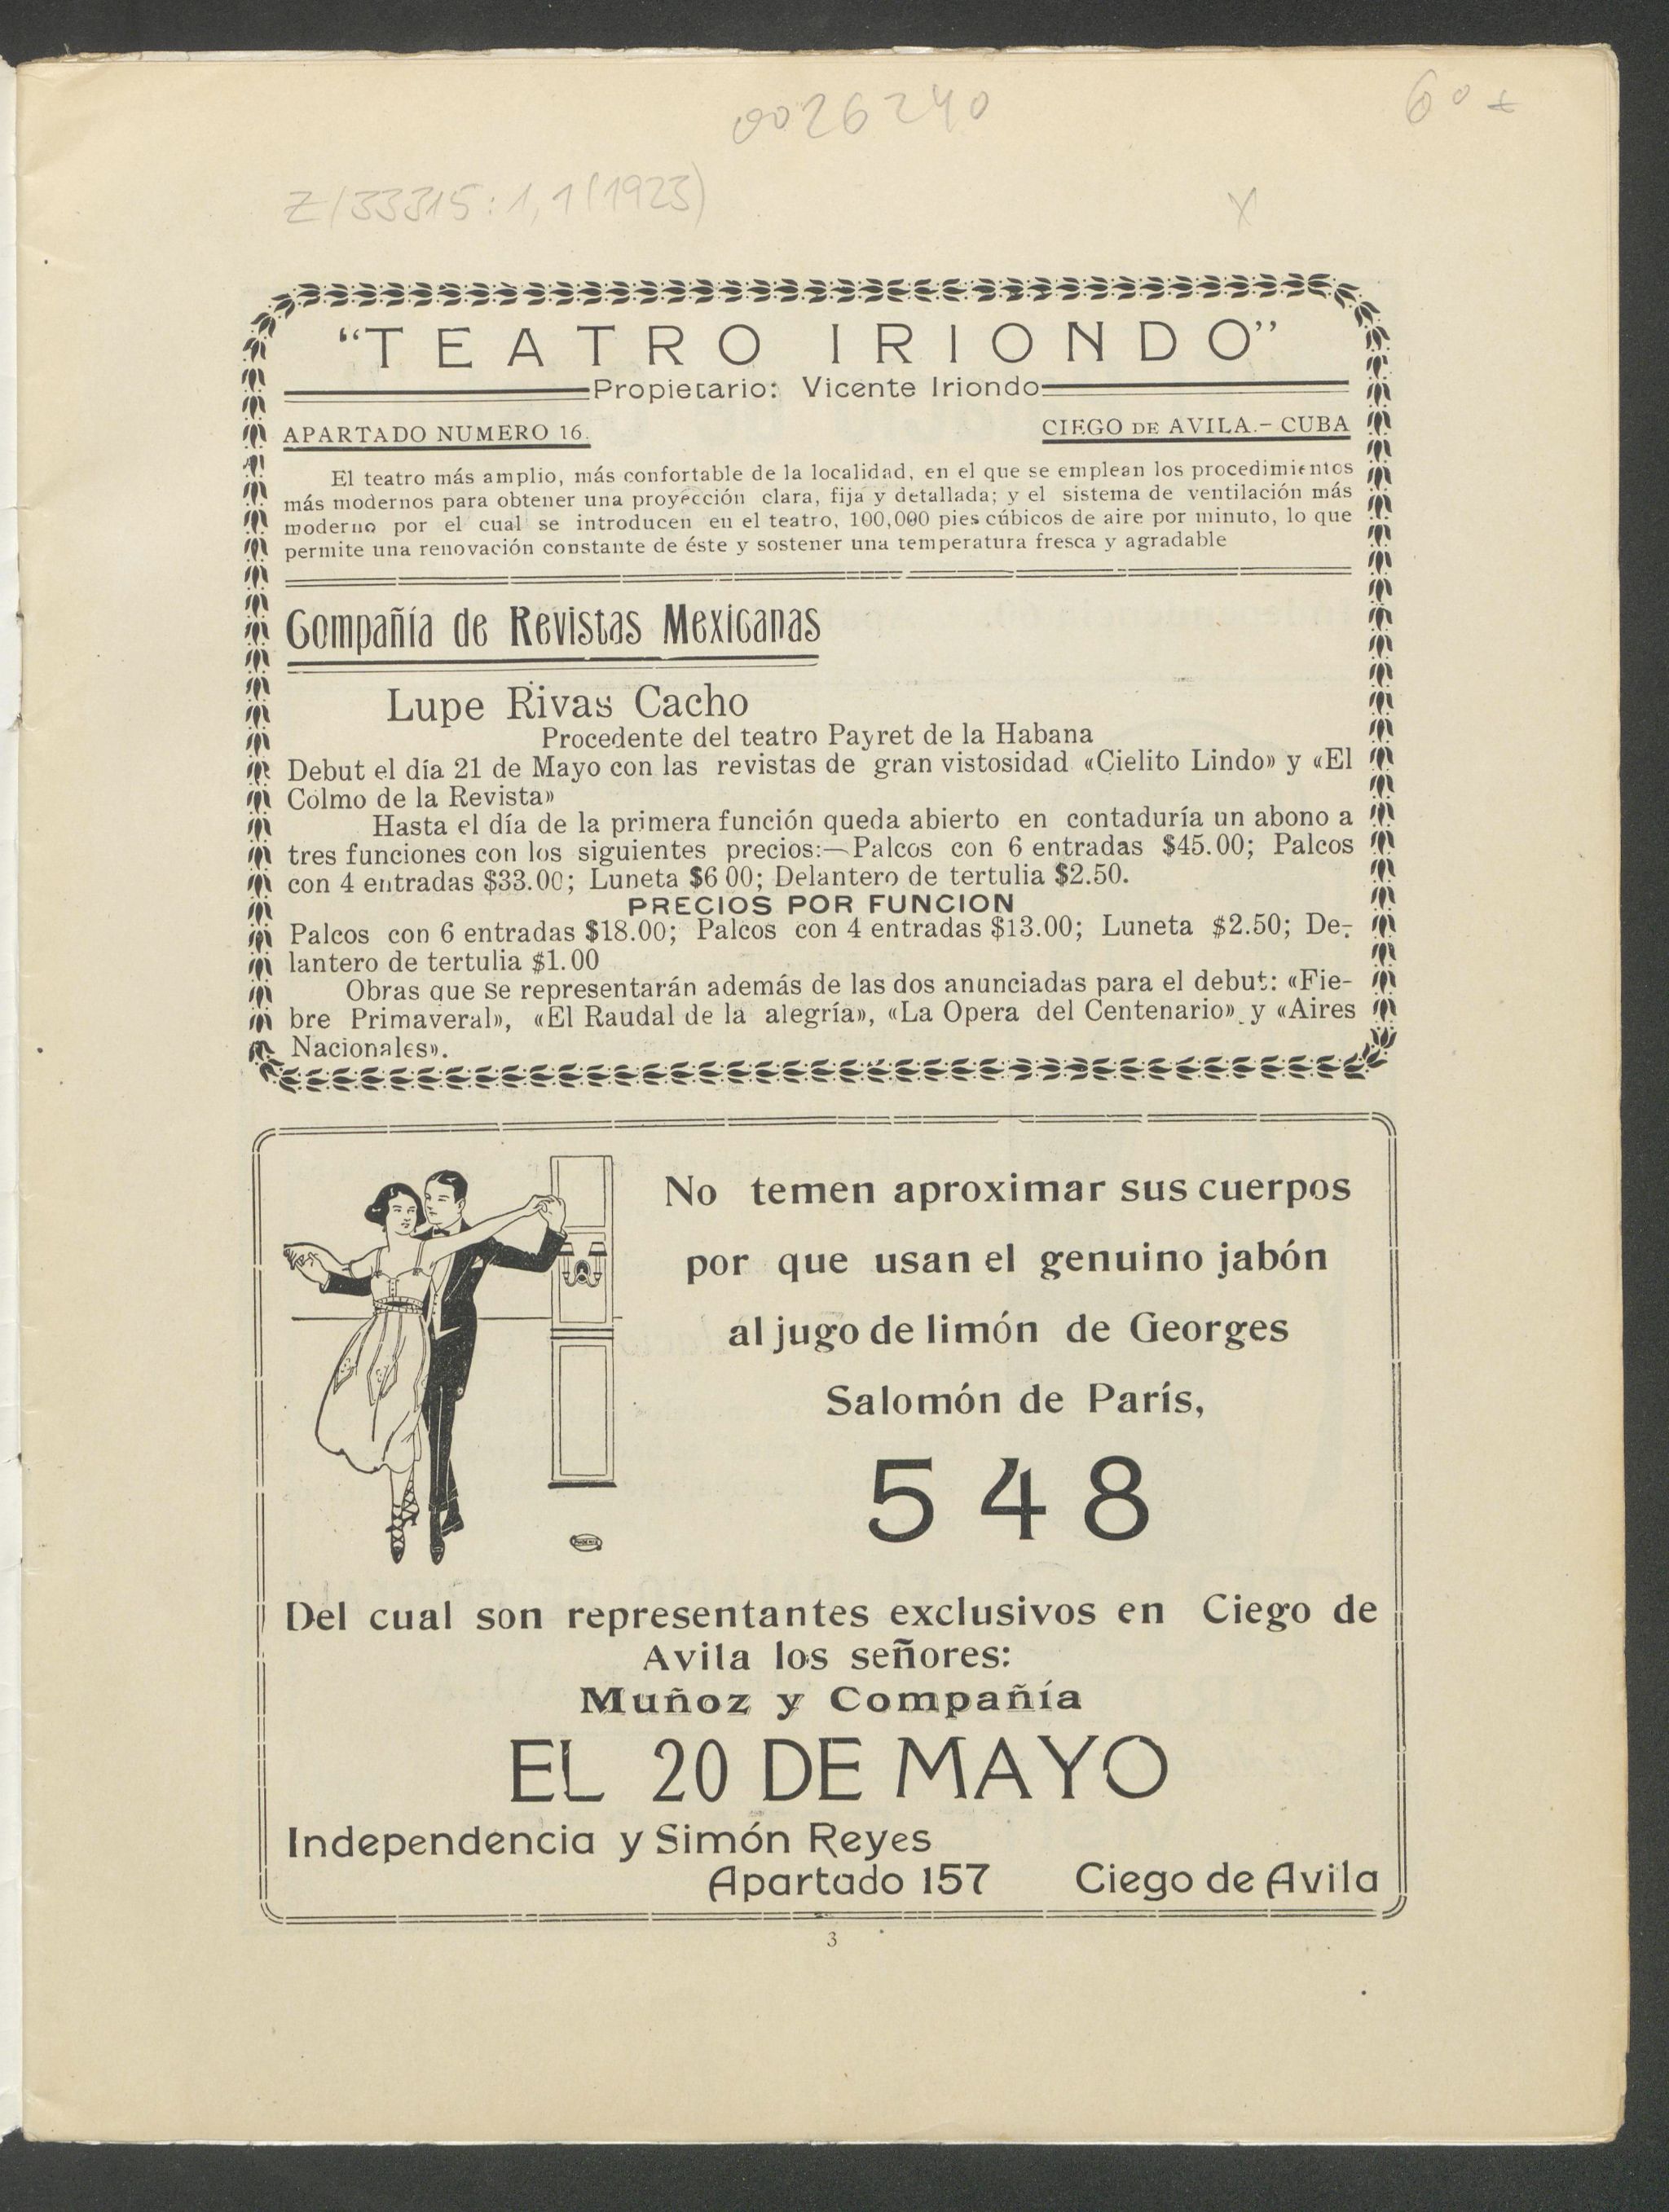 0026240
6º
Z/33315:1,1(1923)
X
"TEATRO IRIONDO"
Propietario: Vicente Iriondo
APARTADO NUMERO 16.
CIEGO DE AVILA.- CUBA
El teatro más amplio, más confortable de la localidad, en el que se emplean los procedimientos
más modernos para obtener una proyección clara, fija y detallada; y el sistema de ventilación más
moderno por el cual se introducen en el teatro, 100,000 pies cúbicos de aire por minuto, lo que
permite una renovación constante de éste y sostener una temperatura fresca y agradable
Compañía de Revistas Mexicanas
Lupe Rivas Cacho
Procedente del teatro Payret de la Habana
Debut el día 21 de Mayo con las revistas de gran vistosidad «Cielito Lindo» y «El
Colmo de la Revista»
Hasta el día de la primera función queda abierto en contaduría un abono a
tres funciones con los siguientes precios:—Palcos con 6 entradas $45.00; Palcos
con 4 entradas $33.00; Luneta $6 00; Delantero de tertulia $2.50.
PRECIOS POR FUNCION
Palcos con 6 entradas $18.00; Palcos con 4 entradas $13.00; Luneta $2.50; De-
lantero de tertulia $1.00
Obras que se representarán además de las dos anunciadas para el debut: «Fie-
bre Primaveral», «El Raudal de la alegría», «La Opera del Centenario» y «Aires
Nacionales».
No temen aproximar sus cuerpos
por que usan el genuino jabón
al jugo de limón de Georges
Salomón de París,
548
Del cual son representantes exclusivos en Ciego de
Avila los señores:
Muñoz y Compañía
EL 20 DE MAYO
Independencia y Simón Reyes
Apartado 157 Ciego de Avila
3